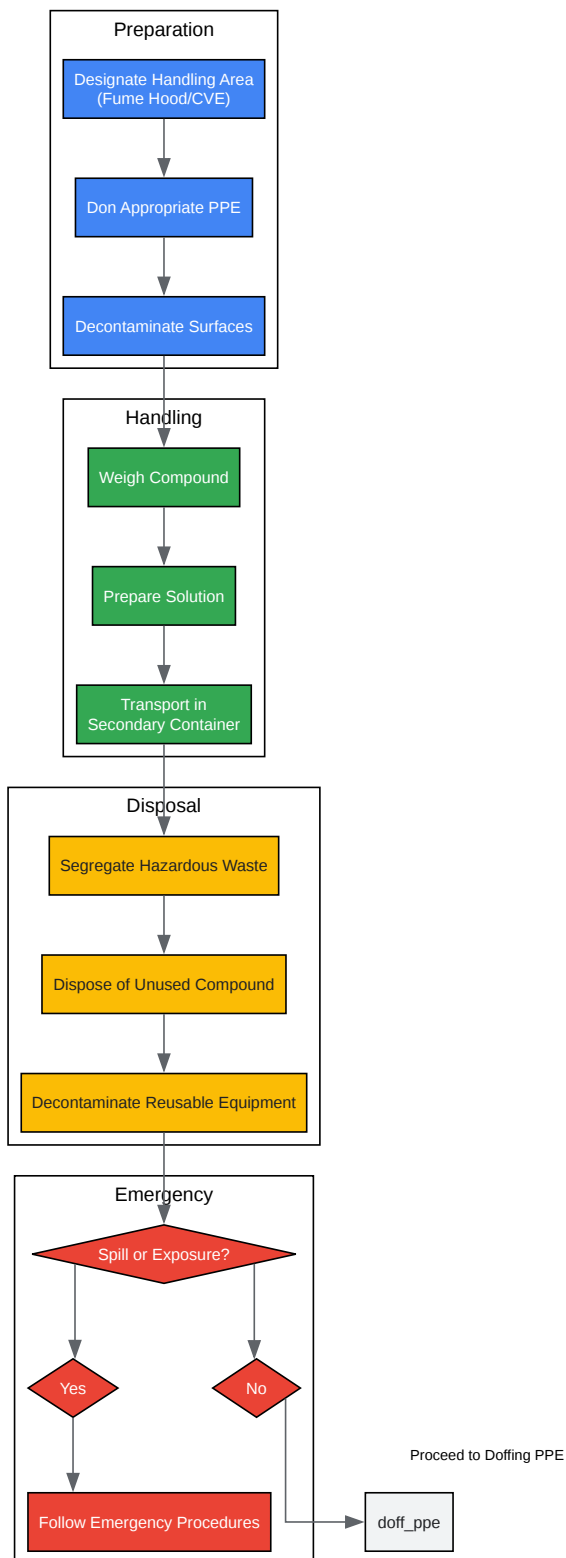 Preparation
Designate Handling Area
(Fume Hood/CVE)
Don Appropriate PPE
Decontaminate Surfaces
Handling
Weigh Compound
Prepare Solution
Transport in
Secondary Container
Disposal
Segregate Hazardous Waste
Dispose of Unused Compound
Decontaminate Reusable Equipment
Emergency
Spill or Exposure?
Yes
No
Proceed to Doffing PPE
Follow Emergency Procedures
doff_ppe